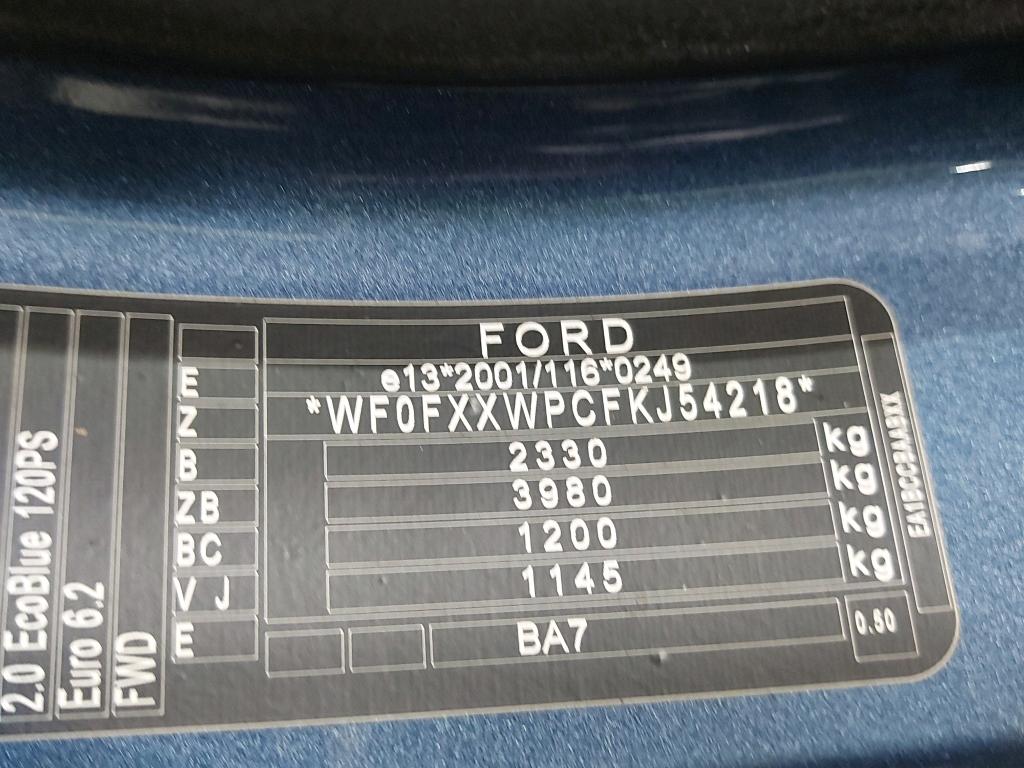 FORD
e13*2001/116*0249
*WF0FXXWPCFKJ54218*
2330 kg
3980 kg
1200 kg
1145 kg
BA7
0.50
E
Z
B
ZB
BC
V J
E
2.0 EcoBlue 120PS
Euro 6.2
FWD